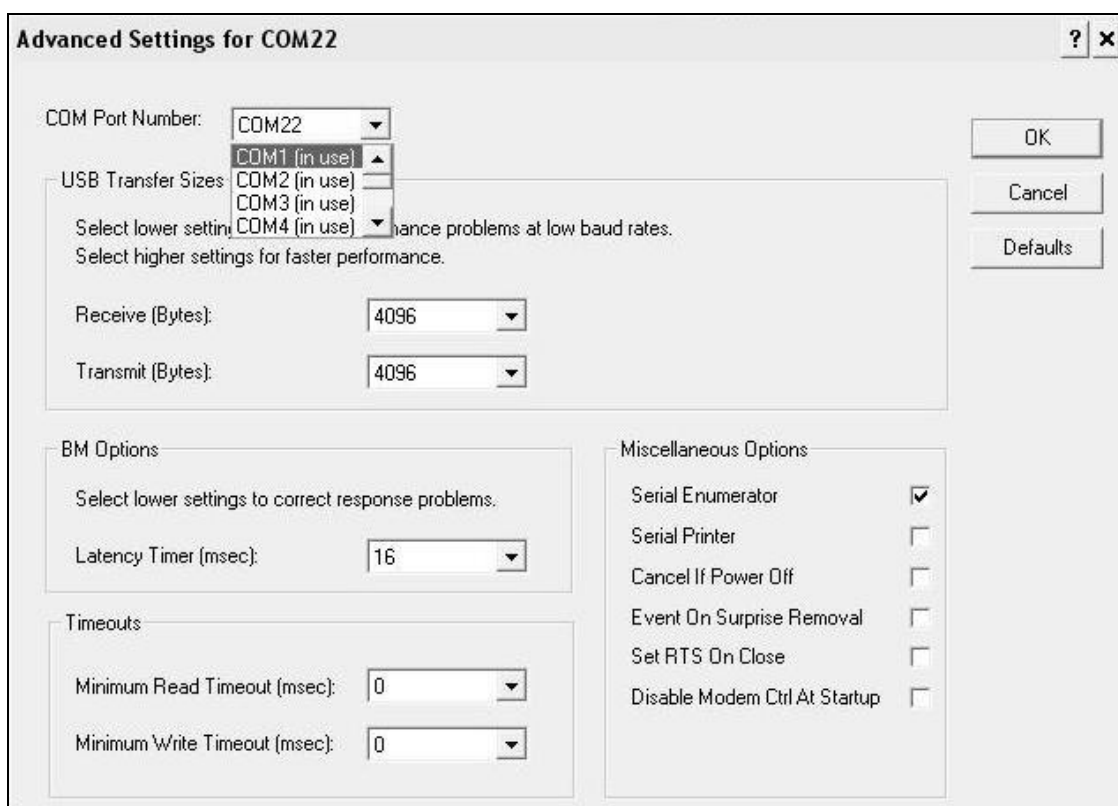 Advanced Settings for COM22
? ×
COM Port Number:
COM22
COM1 (in use)
COM2 (in use)
COM3 (in use)
COM4 (in use)
OK
Cancel
Defaults
USB Transfer Sizes
Select lower mance problems at low baud rates.
Select higher settings for faster performance.
Receive (Bytes): 4096
Transmit (Bytes): 4096
BM Options
Select lower settings to correct response problems.
Latency Timer (msec): 16
Timeouts
Minimum Read Timeout (msec): 0
Minimum Write Timeout (msec): 0
Miscellaneous Options
Serial Enumerator
Serial Printer
Cancel If Power Off
Event On Surprise Removal
Set RTS On Close
Disable Modem Ctrl At Startup